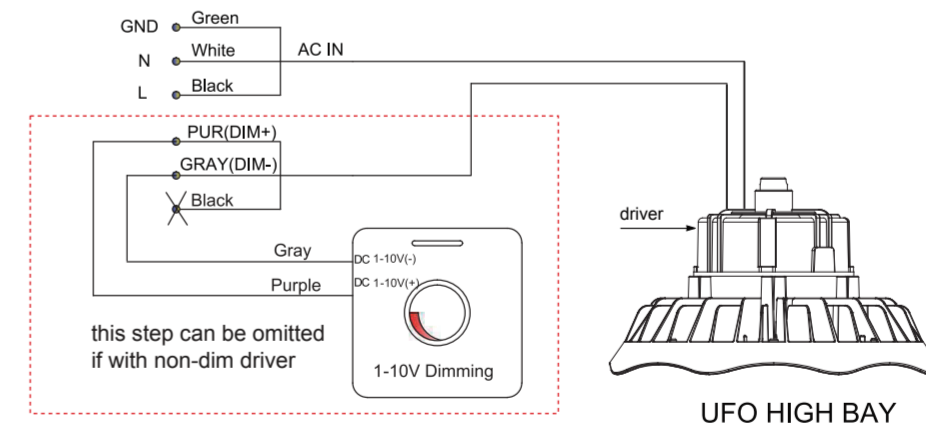 GND Green
N White AC IN
L Black
PUR(DIM+)
GRAY(DIM-)
Black
driver
Gray
DC 1-10V(-)
Purple
DC 1-10V(+)
this step can be omitted
if with non-dim driver
1-10V Dimming
UFO HIGH BAY